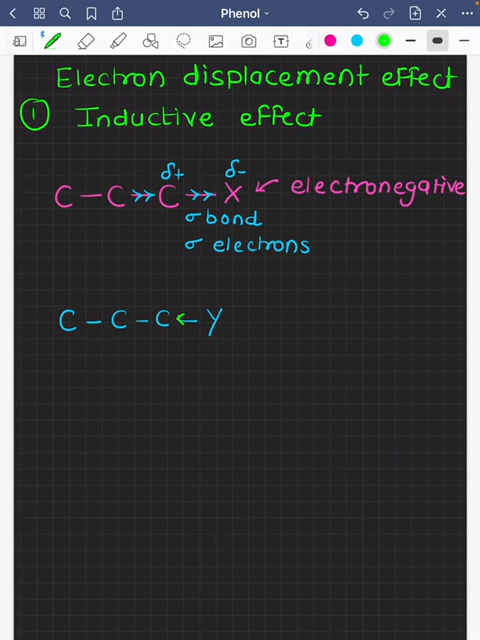 Phenol
Electron displacement effect
① Inductive effect
δ+ δ-
C — C →→ C →→ X ← electronegative
σ bond
σ electrons
C — C — C ← Y